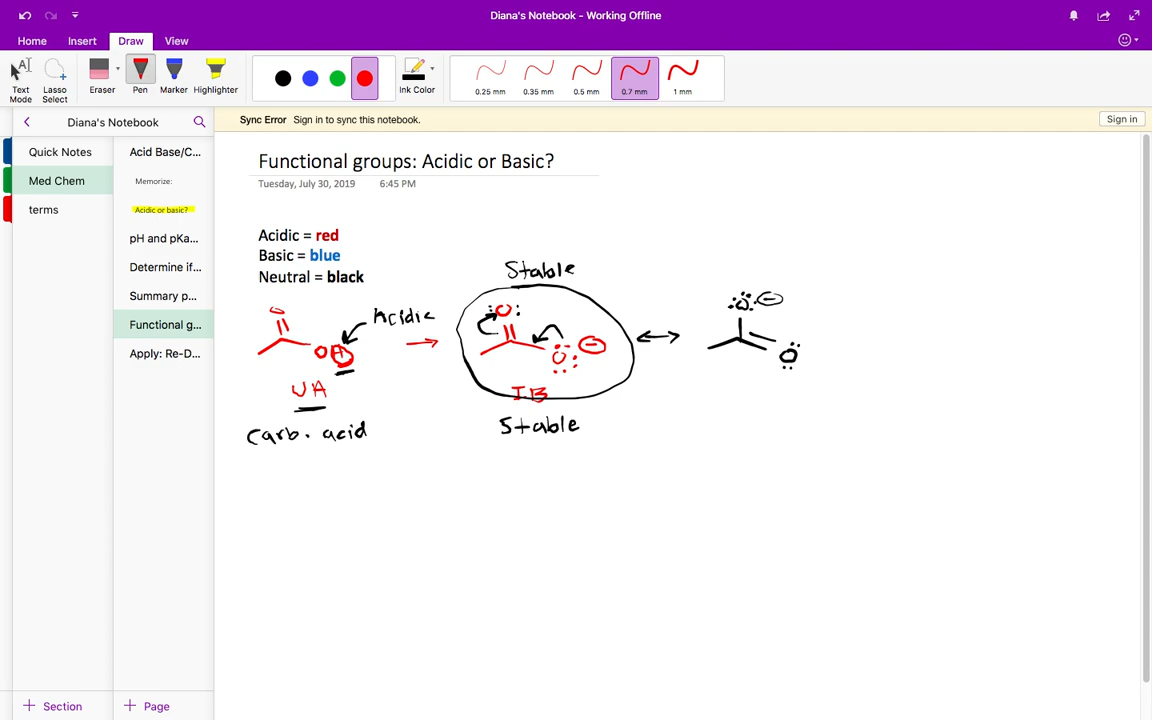 Diana's Notebook - Working Offline
Home Insert Draw View
Text Mode
Lasso Select
Eraser
Pen
Marker
Highlighter
Ink Color
0.25 mm 0.35 mm 0.5 mm 0.7 mm 1 mm
Diana's Notebook
Sync Error Sign in to sync this notebook.
Sign in
Quick Notes
Med Chem
terms
Acid Base/C...
Memorize:
Acidic or basic?
pH and pKa...
Determine if...
Summary p...
Functional g...
Apply: Re-D...
Functional groups: Acidic or Basic?
Tuesday, July 30, 2019 6:45 PM
Acidic = red
Basic = blue
Neutral = black
Stable
Acidic
O
O H
O
O
O
O
UA
IB
Carb. acid
Stable
+ Section
+ Page